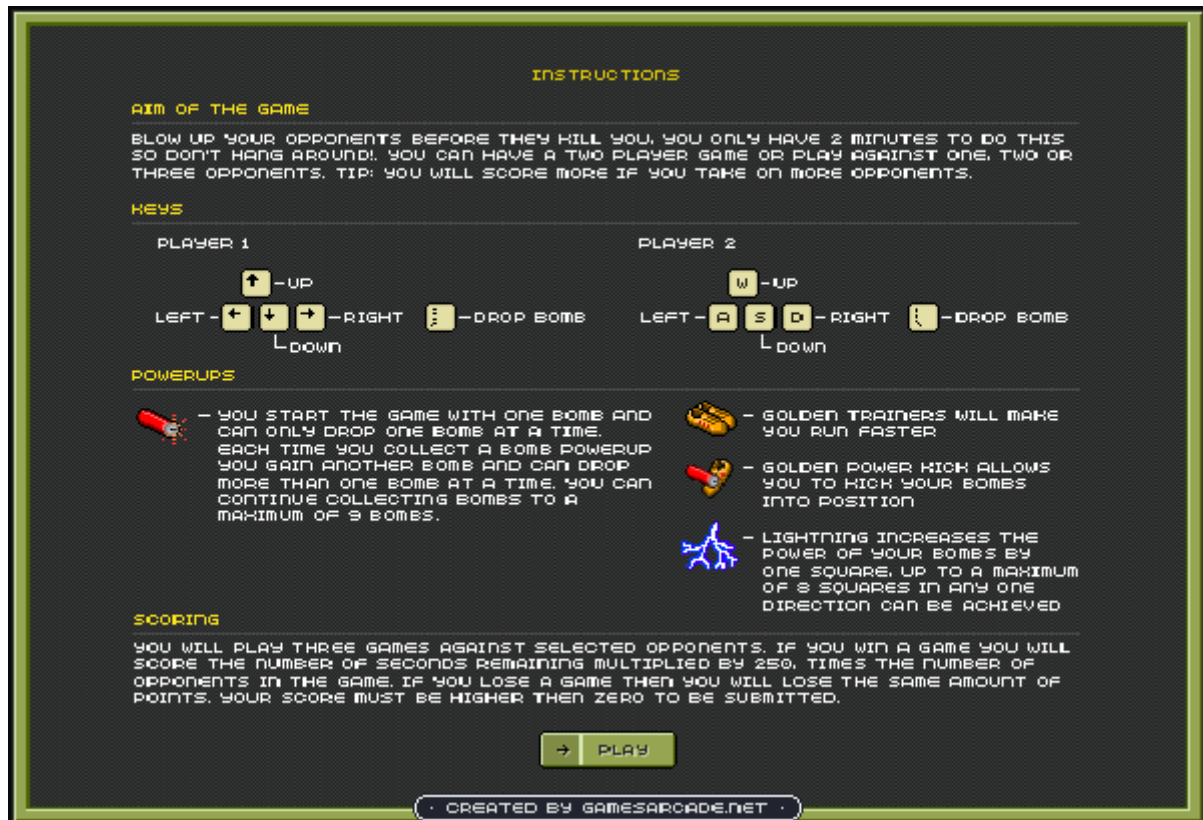 INSTRUCTIONS
AIM OF THE GAME
BLOW UP YOUR OPPONENTS BEFORE THEY KILL YOU. YOU ONLY HAVE 2 MINUTES TO DO THIS
SO DON'T HANG AROUND!. YOU CAN HAVE A TWO PLAYER GAME OR PLAY AGAINST ONE, TWO OR
THREE OPPONENTS. TIP: YOU WILL SCORE MORE IF YOU TAKE ON MORE OPPONENTS.
KEYS
PLAYER 1
↑ -UP
LEFT - ← ↓ → -RIGHT -DROP BOMB
DOWN
PLAYER 2
W -UP
LEFT - A S D -RIGHT -DROP BOMB
DOWN
POWERUPS
- YOU START THE GAME WITH ONE BOMB AND
CAN ONLY DROP ONE BOMB AT A TIME.
EACH TIME YOU COLLECT A BOMB POWERUP
YOU GAIN ANOTHER BOMB AND CAN DROP
MORE THAN ONE BOMB AT A TIME. YOU CAN
CONTINUE COLLECTING BOMBS TO A
MAXIMUM OF 9 BOMBS.
- GOLDEN TRAINERS WILL MAKE
YOU RUN FASTER
- GOLDEN POWER KICK ALLOWS
YOU TO KICK YOUR BOMBS
INTO POSITION
- LIGHTNING INCREASES THE
POWER OF YOUR BOMBS BY
ONE SQUARE. UP TO A MAXIMUM
OF 8 SQUARES IN ANY ONE
DIRECTION CAN BE ACHIEVED
SCORING
YOU WILL PLAY THREE GAMES AGAINST SELECTED OPPONENTS. IF YOU WIN A GAME YOU WILL
SCORE THE NUMBER OF SECONDS REMAINING MULTIPLIED BY 250, TIMES THE NUMBER OF
OPPONENTS IN THE GAME. IF YOU LOSE A GAME THEN YOU WILL LOSE THE SAME AMOUNT OF
POINTS. YOUR SCORE MUST BE HIGHER THEN ZERO TO BE SUBMITTED.
→ PLAY
· CREATED BY GAMESARCADE.NET ·